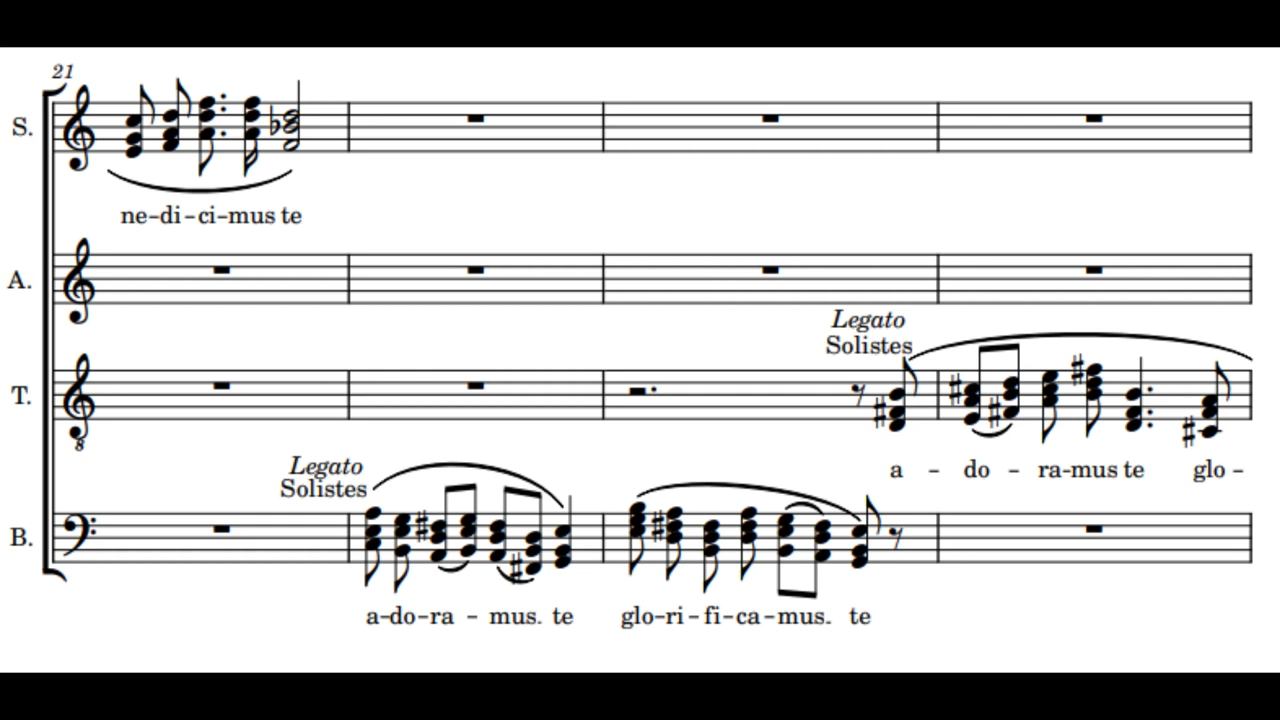 21
S.
ne-di-ci-mus te
A.
Legato
Solistes
T.
8
a - do - ra-mus te glo-
Legato
Solistes
B.
a-do-ra - mus. te glo-ri-fi-ca-mus. te